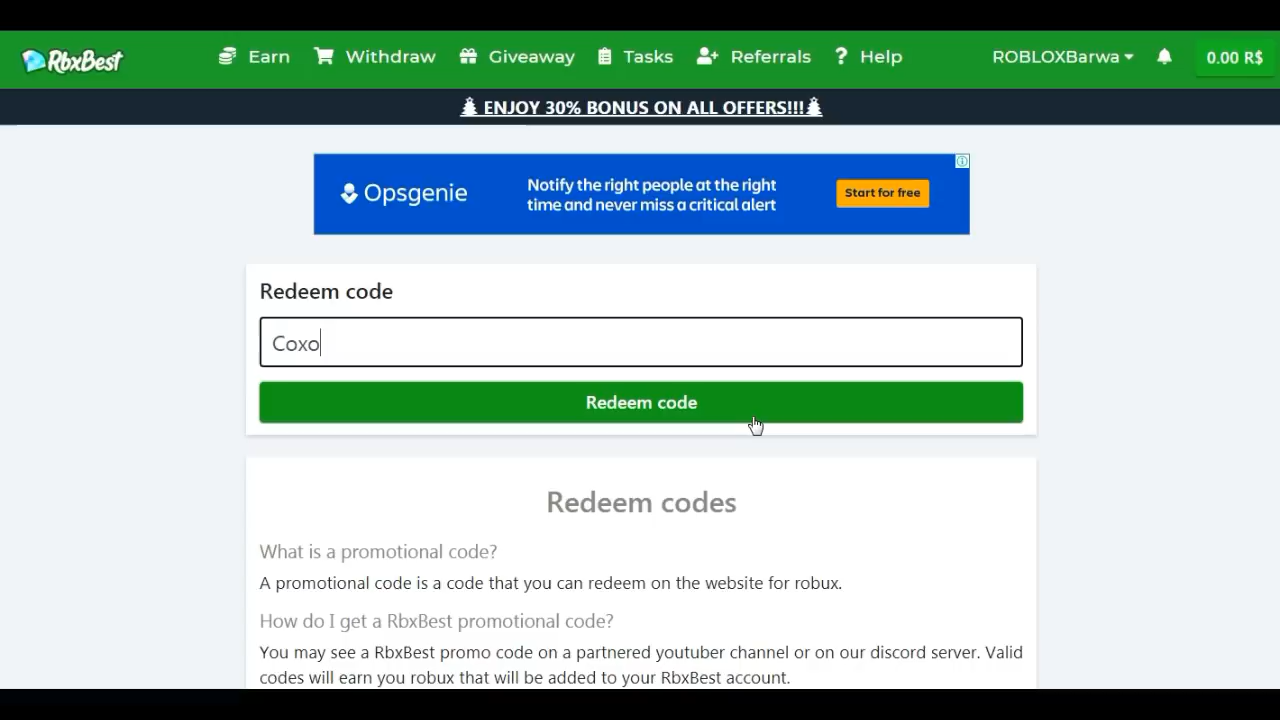 RbxBest Earn Withdraw Giveaway Tasks Referrals ? Help ROBLOXBarwa 0.00 R$
ENJOY 30% BONUS ON ALL OFFERS!!!
Opsgenie
Notify the right people at the right
time and never miss a critical alert
Start for free
Redeem code
Coxo
Redeem code
Redeem codes
What is a promotional code?
A promotional code is a code that you can redeem on the website for robux.
How do I get a RbxBest promotional code?
You may see a RbxBest promo code on a partnered youtuber channel or on our discord server. Valid
codes will earn you robux that will be added to your RbxBest account.